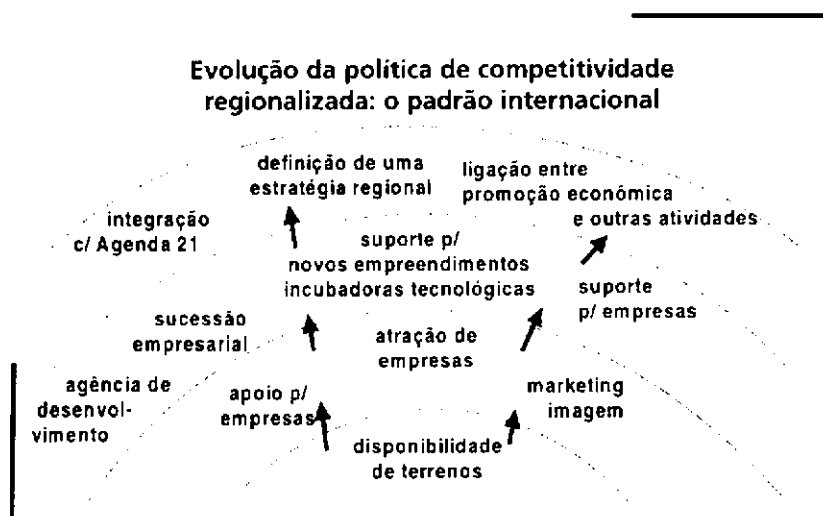 Evolução da política de competitividade
regionalizada: o padrão internacional
definição de uma
estratégia regional
ligação entre
promoção económica
e outras atividades
integração
c/ Agenda 21
suporte p/
novos empreendimentos
incubadoras tecnológicas
suporte
p/ empresas
sucessão
empresarial
atração de
empresas
agência de
desenvol-
vimento
apoio p/
empresas
marketing
imagem
disponibilidade
de terrenos